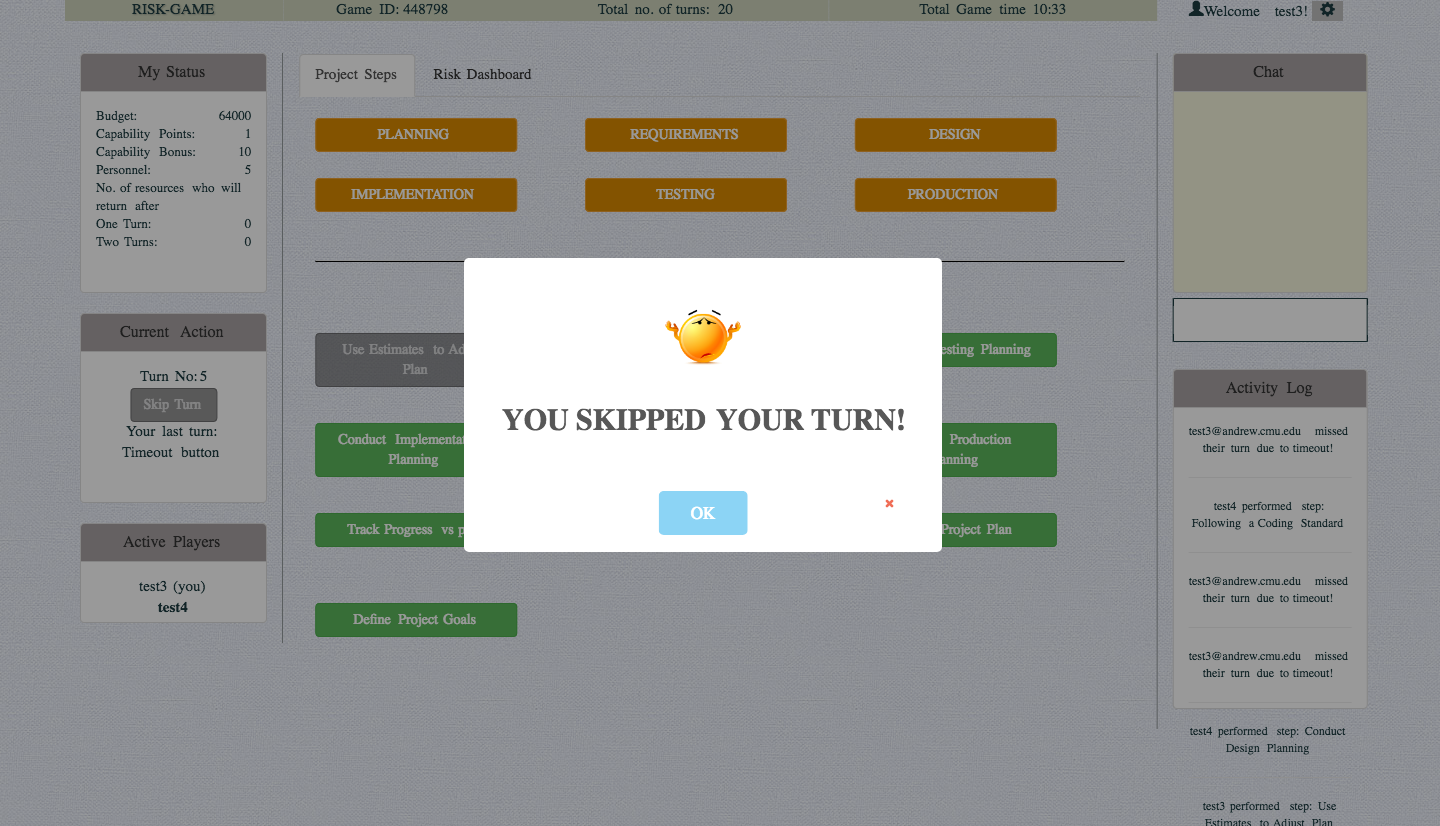 RISK-GAME
Game ID: 448798
Total no. of turns: 20
Total Game time 10:33
Welcome test3!
My Status
Budget: 64000
Capability Points: 1
Capability Bonus: 10
Personnel: 5
No. of resources who will
return after
One Turn: 0
Two Turns: 0
Current Action
Turn No: 5
Skip Turn
Your last turn:
Timeout button
Active Players
test3 (you)
test4
Project Steps
Risk Dashboard
PLANNING
REQUIREMENTS
DESIGN
IMPLEMENTATION
TESTING
PRODUCTION
Use Estimates to Ad
Plan
esting Planning
Conduct Implementat
Planning
Production
anning
Track Progress vs p
Project Plan
Define Project Goals
YOU SKIPPED YOUR TURN!
OK
Chat
Activity Log
test3@andrew.cmu.edu missed
their turn due to timeout!
test4 performed step:
Following a Coding Standard
test3@andrew.cmu.edu missed
their turn due to timeout!
test3@andrew.cmu.edu missed
their turn due to timeout!
test4 performed step: Conduct
Design Planning
test3 performed step: Use
Estimates to Adjust Plan